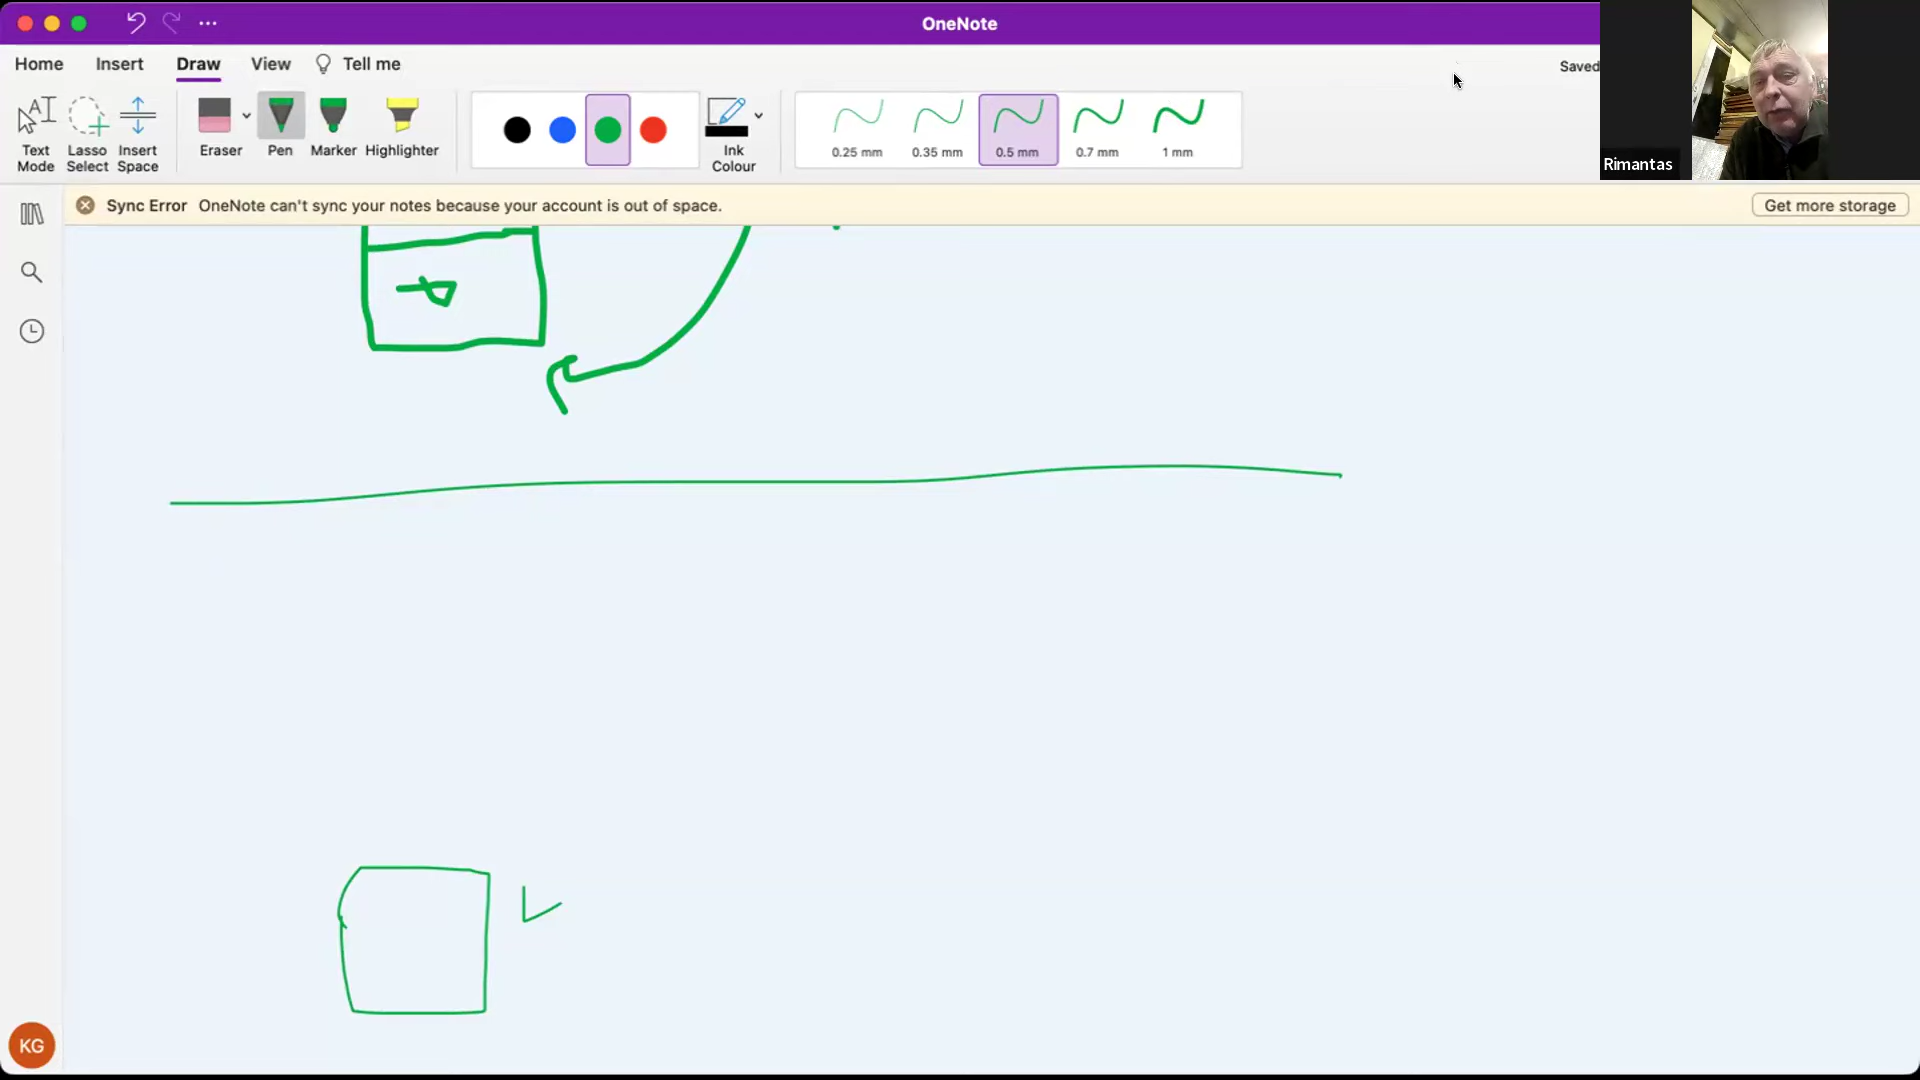 OneNote
Home Insert Draw View Tell me
Saved
Text Mode
Lasso Select
Insert Space
Eraser
Pen
Marker
Highlighter
Ink Colour
0.25 mm
0.35 mm
0.5 mm
0.7 mm
1 mm
Rimantas
Sync Error OneNote can't sync your notes because your account is out of space.
Get more storage
KG